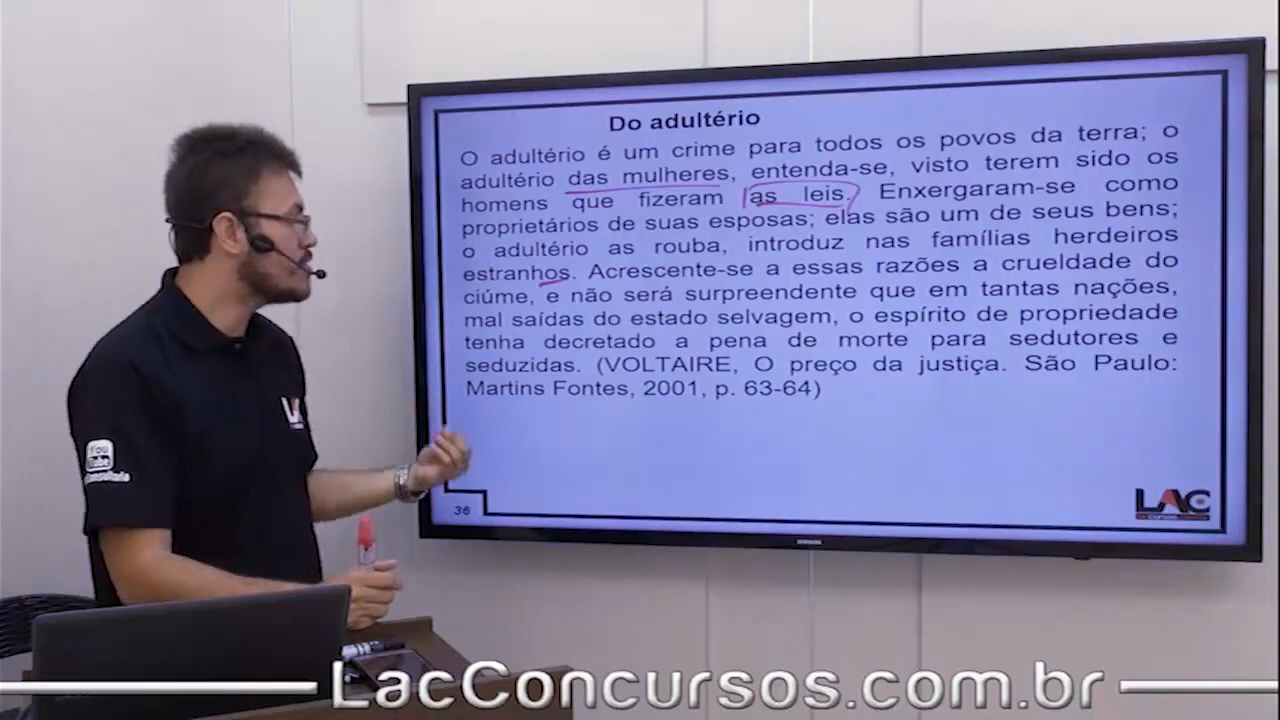 Do adultério
O adultério é um crime para todos os povos da terra; o
adultério das mulheres, entenda-se, visto terem sido os
homens que fizeram as leis. Enxergaram-se como
proprietários de suas esposas; elas são um de seus bens;
o adultério as rouba, introduz nas famílias herdeiros
estranhos. Acrescente-se a essas razões a crueldade do
ciúme, e não será surpreendente que em tantas nações,
mal saídas do estado selvagem, o espírito de propriedade
tenha decretado a pena de morte para sedutores e
seduzidas. (VOLTAIRE, O preço da justiça. São Paulo:
Martins Fontes, 2001, p. 63-64)
36
LAC
SAMSUNG
You
Tube
LacConcursos.com.br